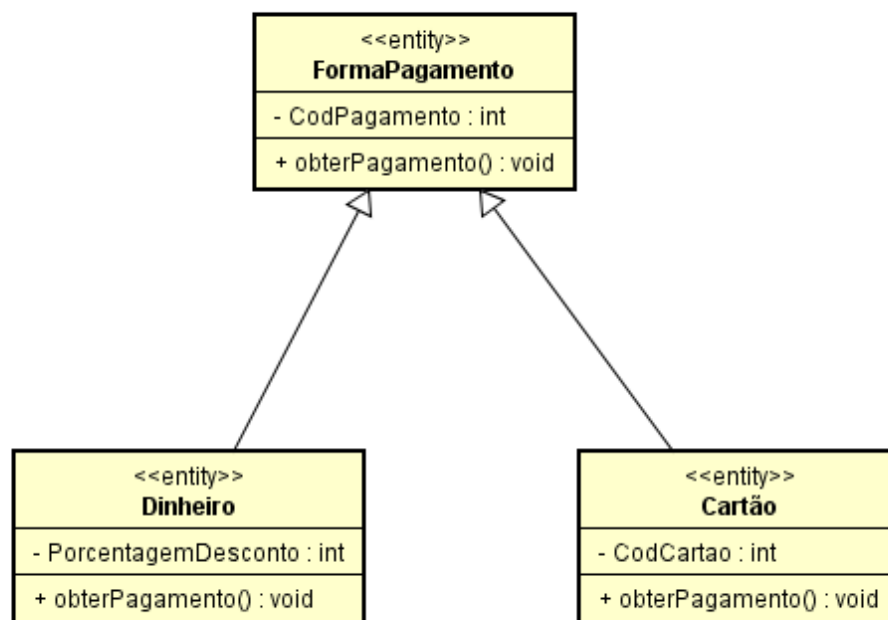 <<entity>>
FormaPagamento
- CodPagamento : int
+ obterPagamento() : void
<<entity>>
Dinheiro
- PorcentagemDesconto : int
+ obterPagamento() : void
<<entity>>
Cartão
- CodCartao : int
+ obterPagamento() : void